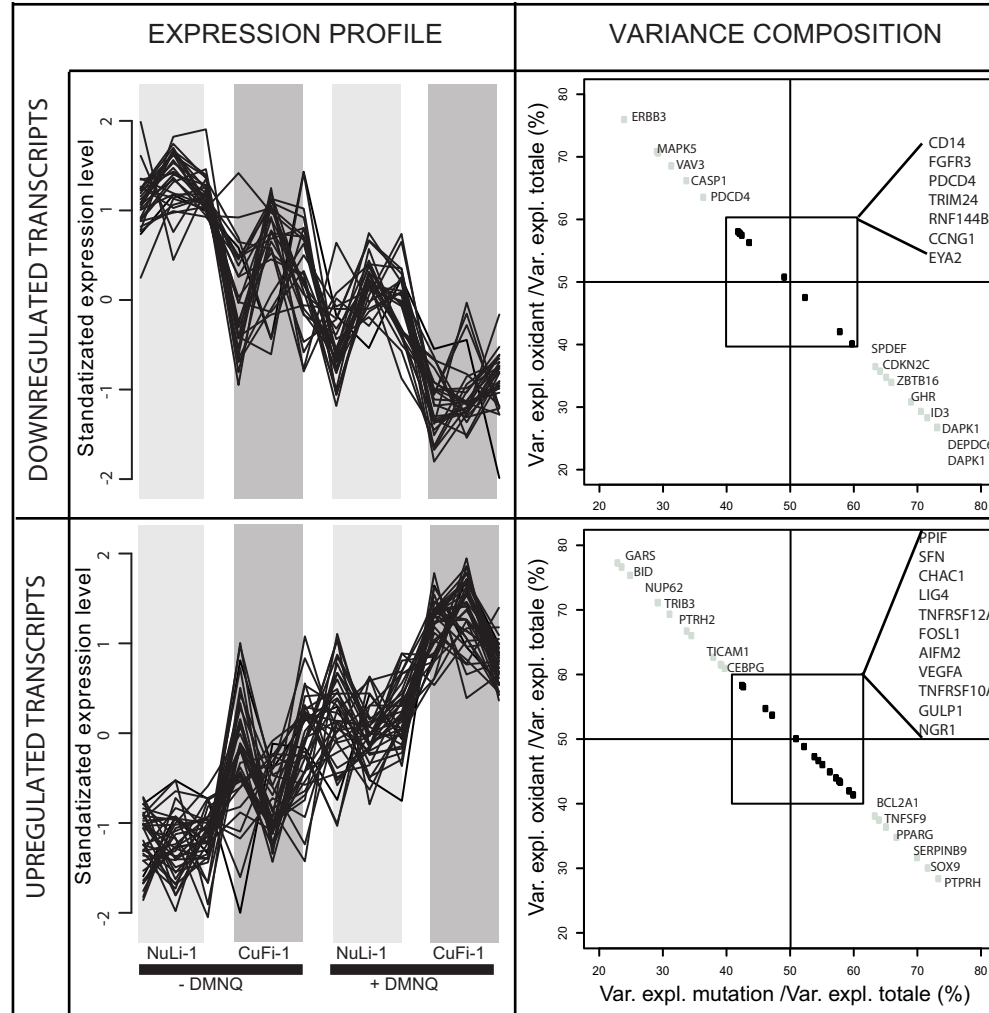 EXPRESSION PROFILE
VARIANCE COMPOSITION
DOWNREGULATED TRANSCRIPTS
Standatizated expression level
2
1
0
-1
-2
Var. expl. oxidant /Var. expl. totale (%)
80
70
60
50
40
30
20
ERBB3
MAPK5
VAV3
CASP1
PDCD4
CD14
FGFR3
PDCD4
TRIM24
RNF144B
CCNG1
EYA2
SPDEF
CDKN2C
ZBTB16
GHR
ID3
DAPK1
DEPDC6
DAPK1
20 30 40 50 60 70 80
UPREGULATED TRANSCRIPTS
Standatizated expression level
2
1
0
-1
-2
NuLi-1 CuFi-1 NuLi-1 CuFi-1
- DMNQ + DMNQ
Var. expl. oxidant /Var. expl. totale (%)
80
70
60
50
40
30
20
GARS
BID
NUP62
TRIB3
PTRH2
TICAM1
CEBPG
PPIF
SFN
CHAC1
LIG4
TNFRSF12A
FOSL1
AIFM2
VEGFA
TNFRSF10A
GULP1
NGR1
BCL2A1
TNFSF9
PPARG
SERPINB9
SOX9
PTPRH
20 30 40 50 60 70 80
Var. expl. mutation /Var. expl. totale (%)